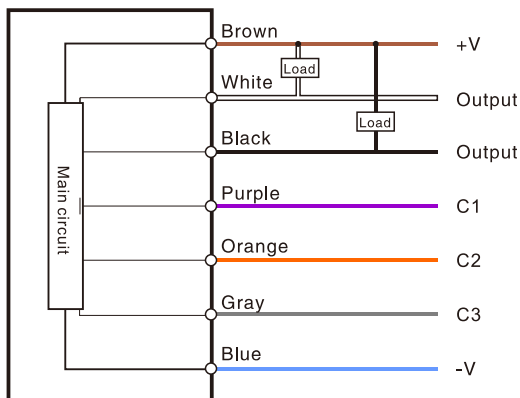 Brown
+V
Load
White
Output
Load
Black
Output
Main circuit
Purple
C1
Orange
C2
Gray
C3
Blue
-V